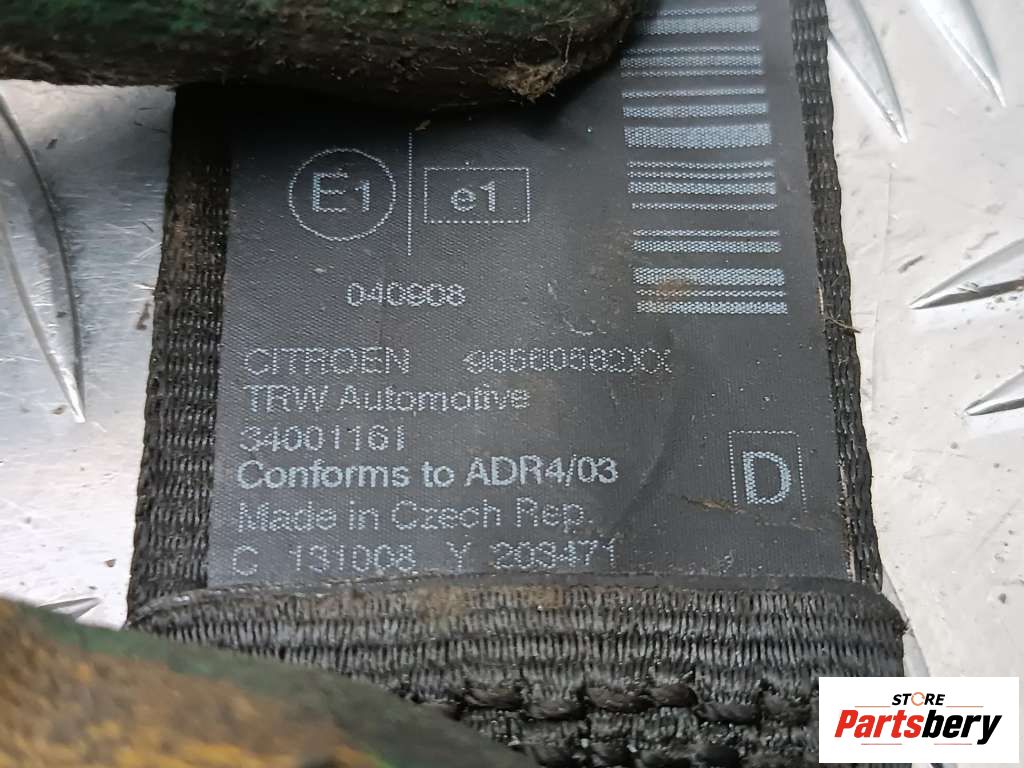 E1 e1
040908
CITROEN 96560562XX
TRW Automotive
34001161
Conforms to ADR4/03
D
Made in Czech Rep.
C 131008 Y 203471
STORE
Partsbery